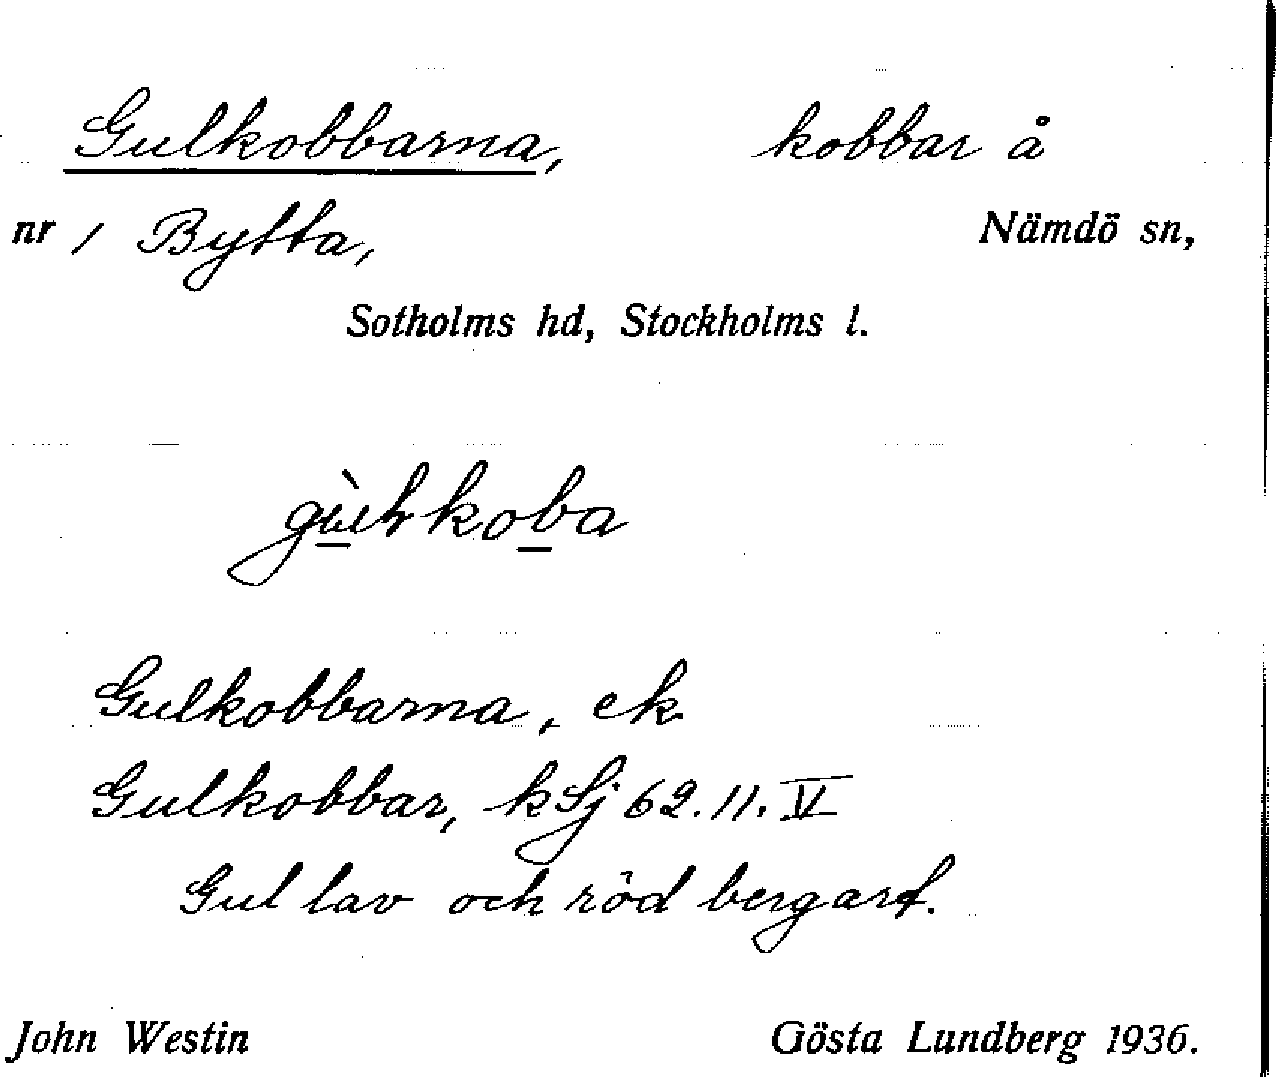 Gulkobbarna, kobbar å
nr 1 Bytta, Nämdö sn,
Sotholms hd, Stockholms l.
Gulkobbarna, ek
Gulkobbar, kSj 62.11.IV
Gul lav och röd bergart.
John Westin Gösta Lundberg 1936.